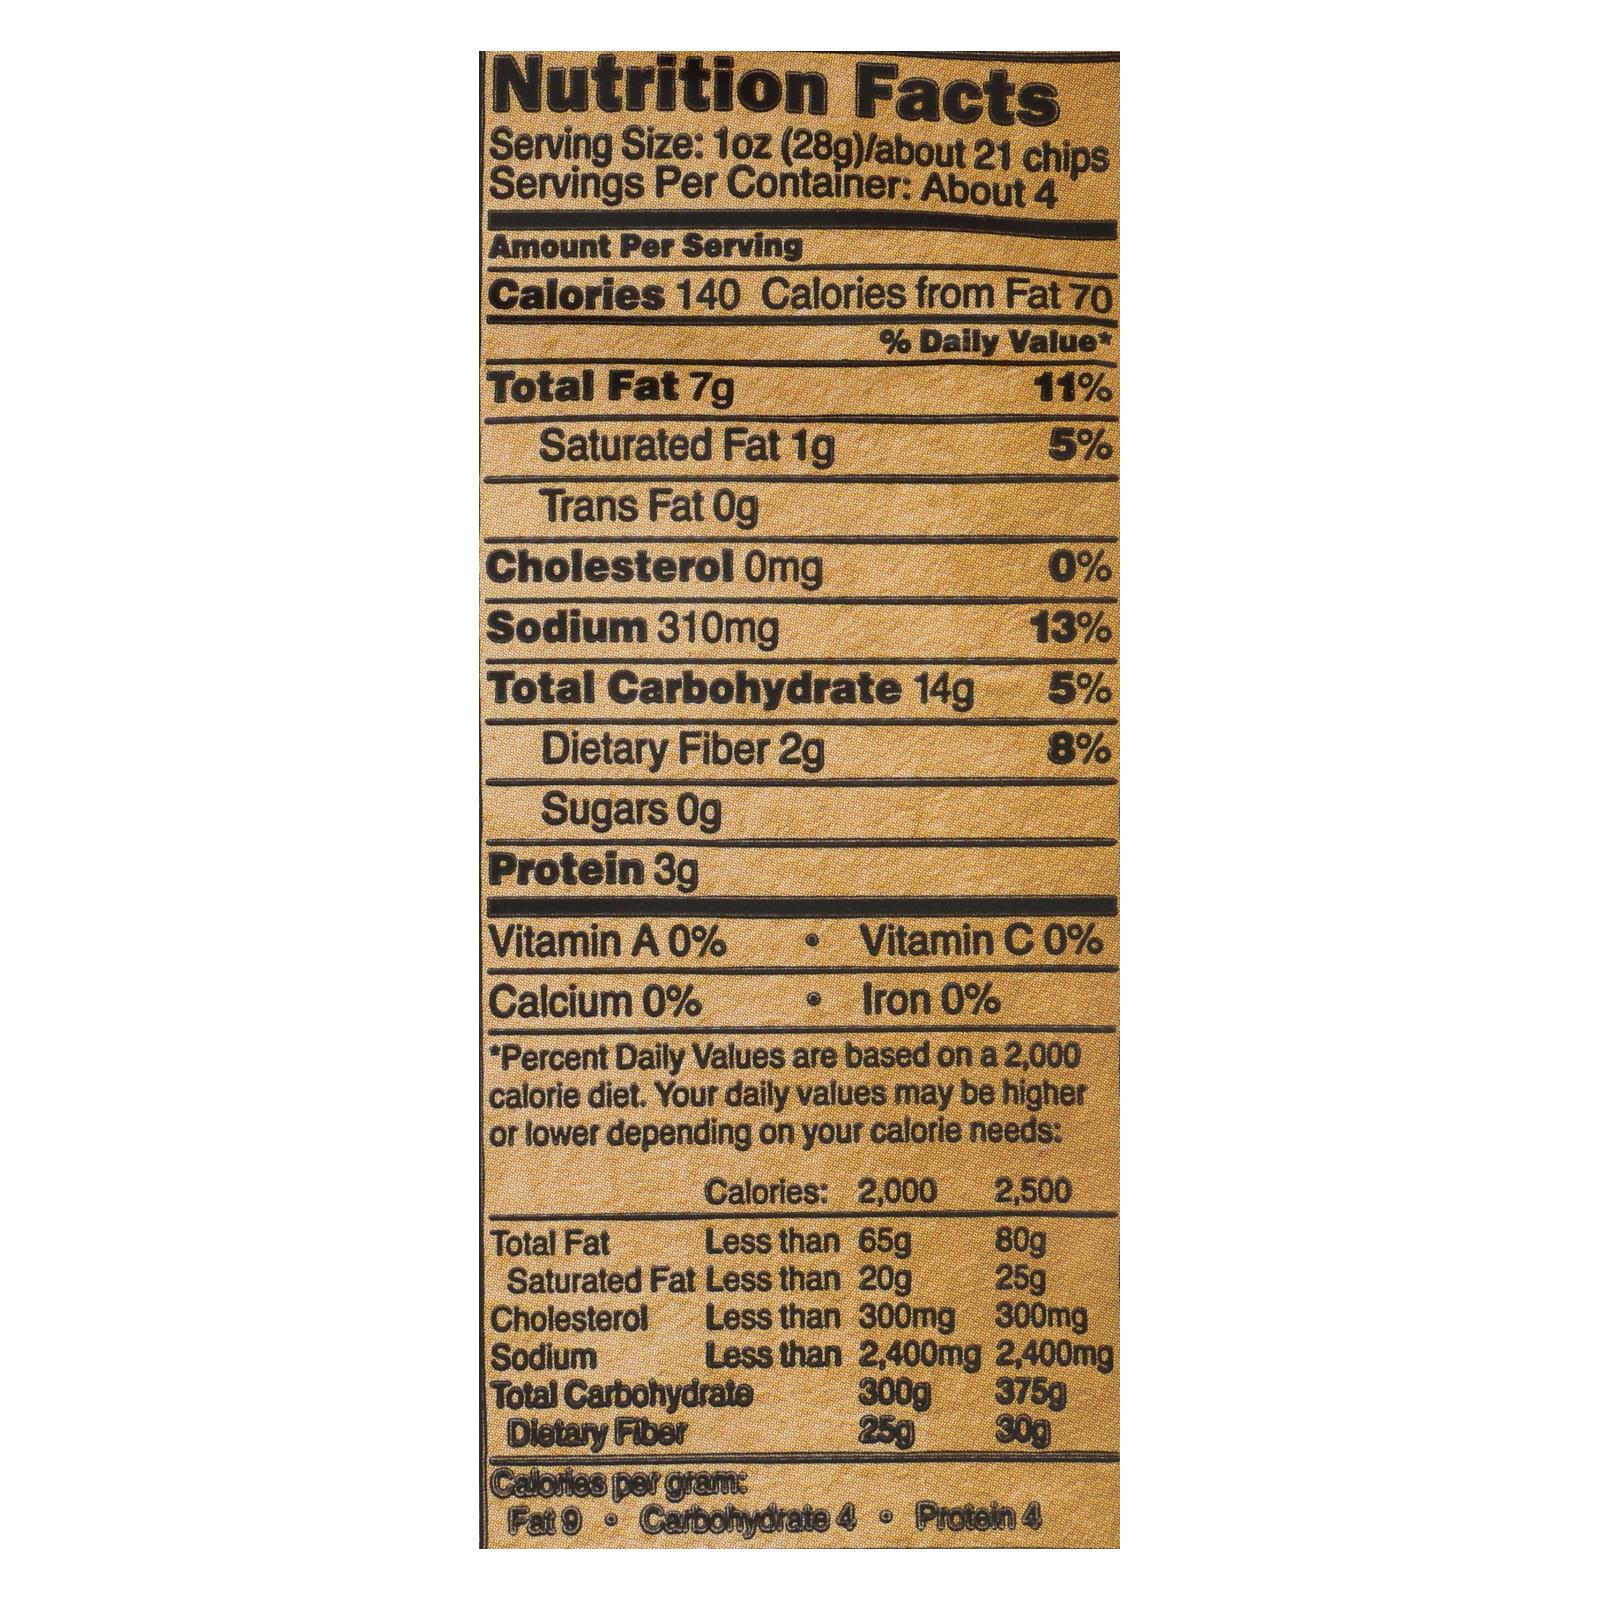 Nutrition Facts
Serving Size: 1oz (28g)/about 21 chips
Servings Per Container: About 4
Amount Per Serving
Calories 140 Calories from Fat 70
% Daily Value*
Total Fat 7g 11%
Saturated Fat 1g 5%
Trans Fat 0g
Cholesterol 0mg 0%
Sodium 310mg 13%
Total Carbohydrate 14g 5%
Dietary Fiber 2g 8%
Sugars 0g
Protein 3g
Vitamin A 0% • Vitamin C 0%
Calcium 0% • Iron 0%
*Percent Daily Values are based on a 2,000
calorie diet. Your daily values may be higher
or lower depending on your calorie needs:
Calories: 2,000 2,500
Total Fat Less than 65g 80g
Saturated Fat Less than 20g 25g
Cholesterol Less than 300mg 300mg
Sodium Less than 2,400mg 2,400mg
Total Carbohydrate 300g 375g
Dietary Fiber 25g 30g
Calories per gram:
Fat 9 • Carbohydrate 4 • Protein 4